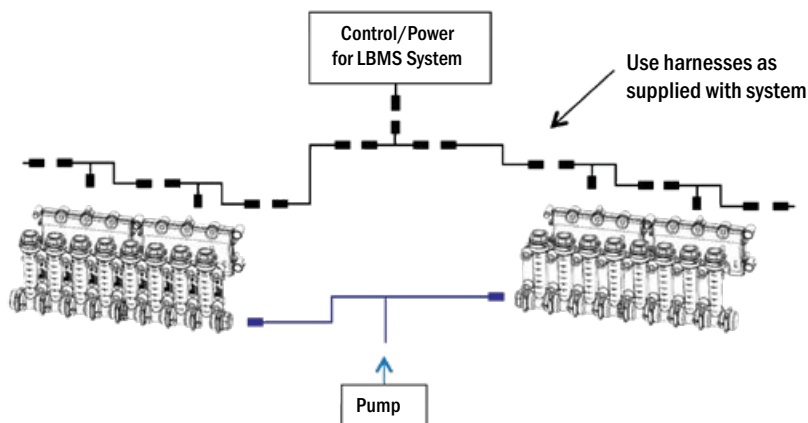 Control/Power
for LBMS System
Use harnesses as
supplied with system
Pump